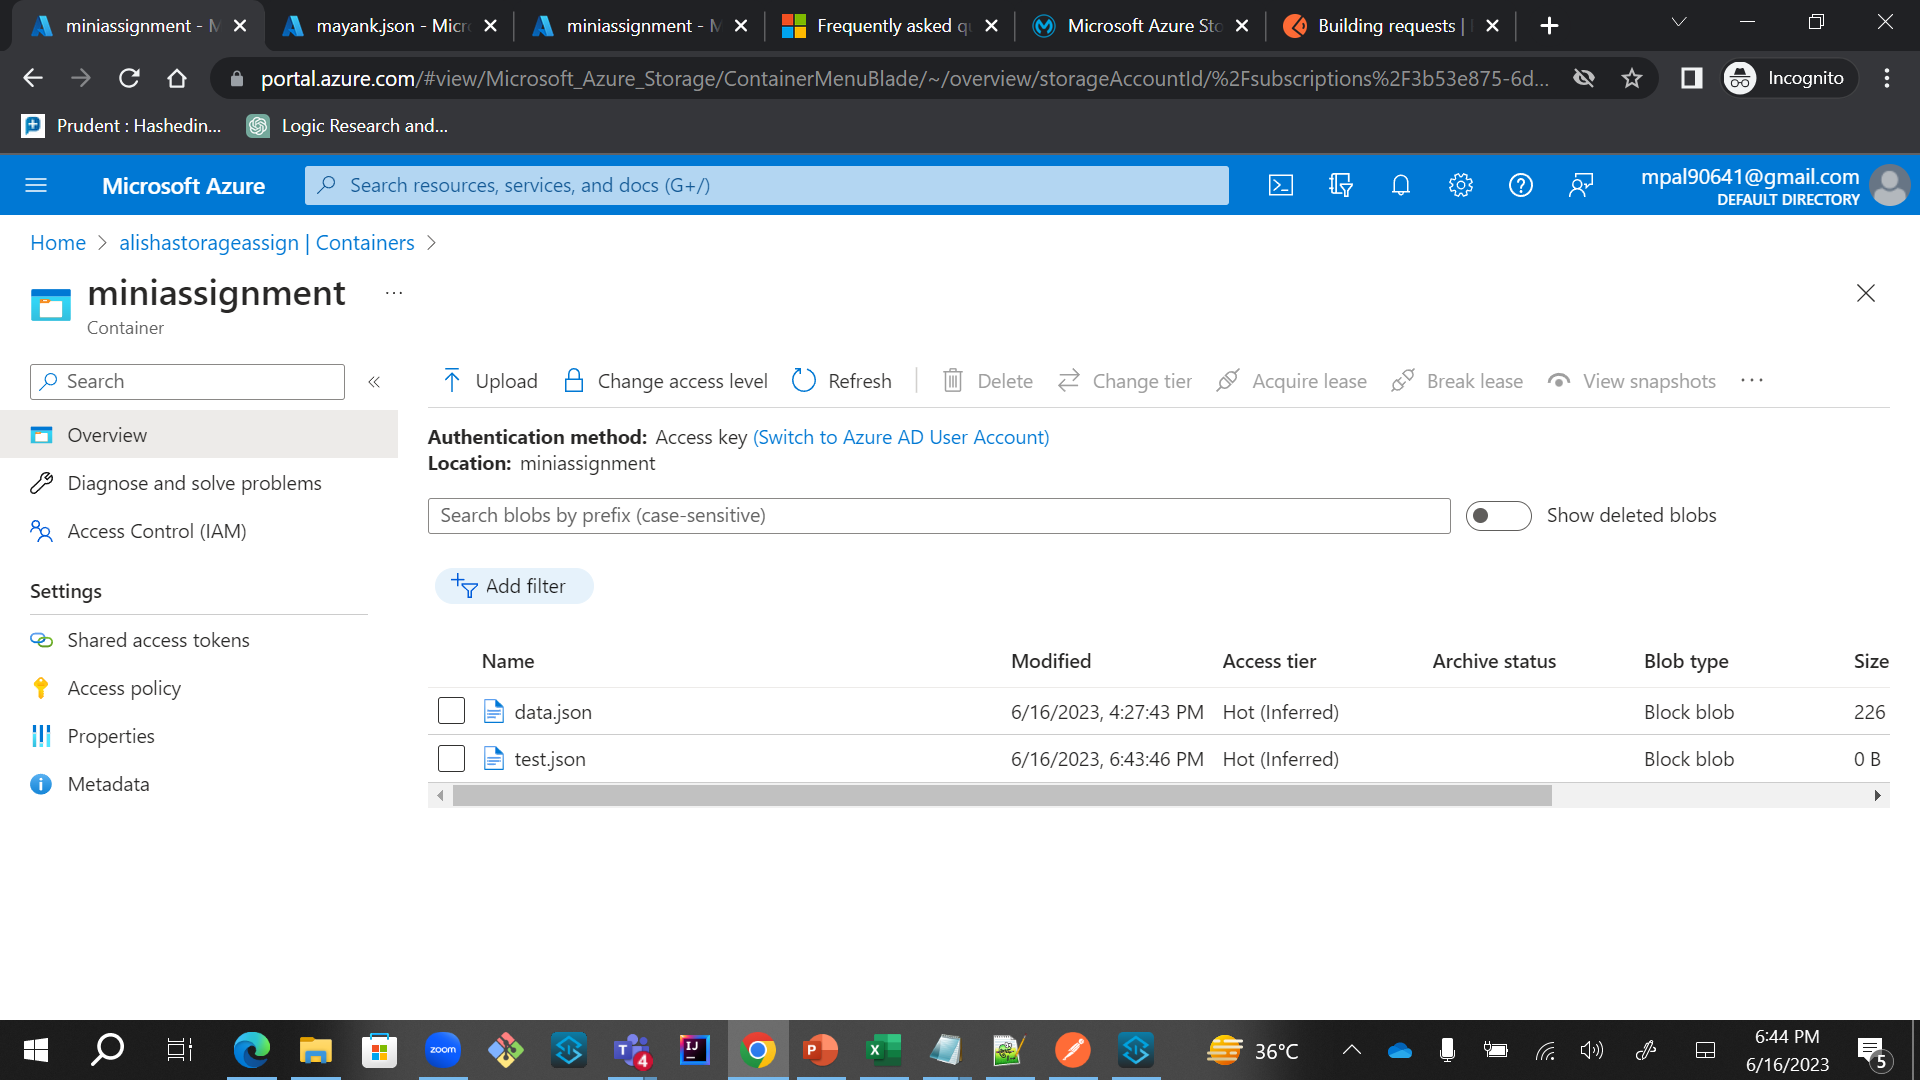 miniassignment - M
mayank.json - Micro
miniassignment - M
Frequently asked qu
Microsoft Azure Sto
Building requests |
portal.azure.com/#view/Microsoft_Azure_Storage/ContainerMenuBlade/~/overview/storageAccountId/%2Fsubscriptions%2F3b53e875-6d...
Incognito
Prudent : Hashedin...
Logic Research and...
Microsoft Azure
Search resources, services, and docs (G+/)
mpal90641@gmail.com
DEFAULT DIRECTORY
Home > alishastorageassign | Containers >
miniassignment ...
Container
Search
«
Upload
Change access level
Refresh
Delete
Change tier
Acquire lease
Break lease
View snapshots
...
Overview
Diagnose and solve problems
Access Control (IAM)
Settings
Shared access tokens
Access policy
Properties
Metadata
Authentication method: Access key (Switch to Azure AD User Account)
Location: miniassignment
Search blobs by prefix (case-sensitive)
Show deleted blobs
Add filter
Name Modified Access tier Archive status Blob type Size
data.json 6/16/2023, 4:27:43 PM Hot (Inferred) Block blob 226
test.json 6/16/2023, 6:43:46 PM Hot (Inferred) Block blob 0 B
zoom
4
36°C
6:44 PM
6/16/2023
5